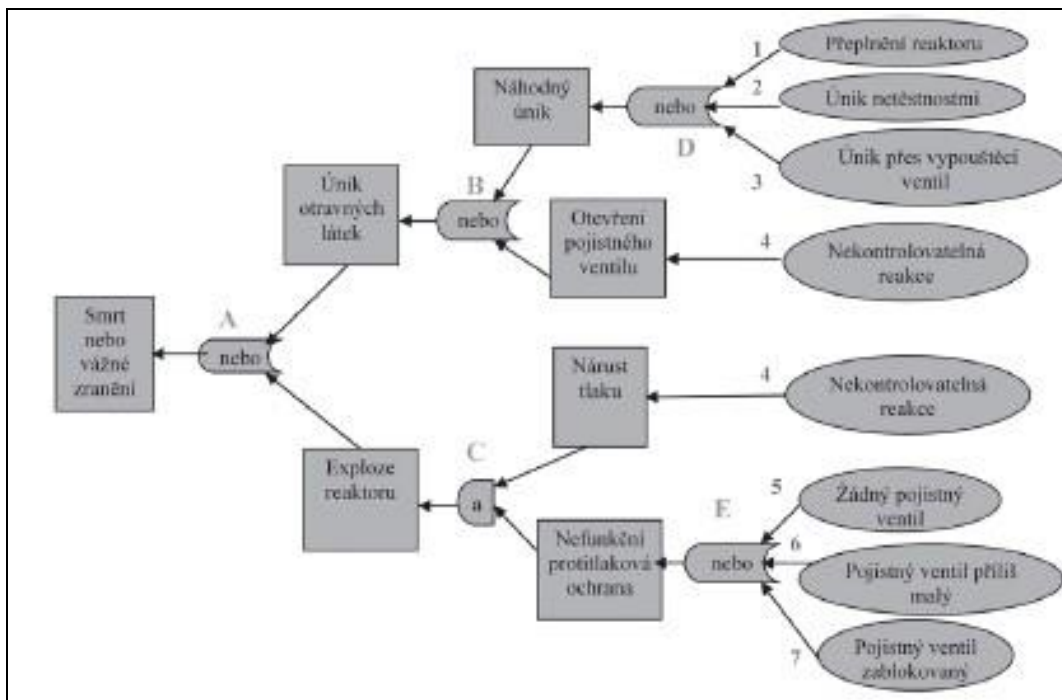 Smrt
nebo
vážné
zranění
A
nebo
Únik
otravných
látek
B
nebo
Náhodný
únik
D
nebo
1
Přeplnění reaktoru
2
Únik netěstnostmi
3
Únik přes vypouštěcí
ventil
Otevření
pojistného
ventilu
4
Nekontrolovatelná
reakce
Exploze
reaktoru
C
a
Nárust
tlaku
4
Nekontrolovatelná
reakce
Nefunkční
protitlaková
ochrana
E
nebo
5
Žádný pojistný
ventil
6
Pojistný ventil příliš
malý
7
Pojistný ventil
zablokovaný